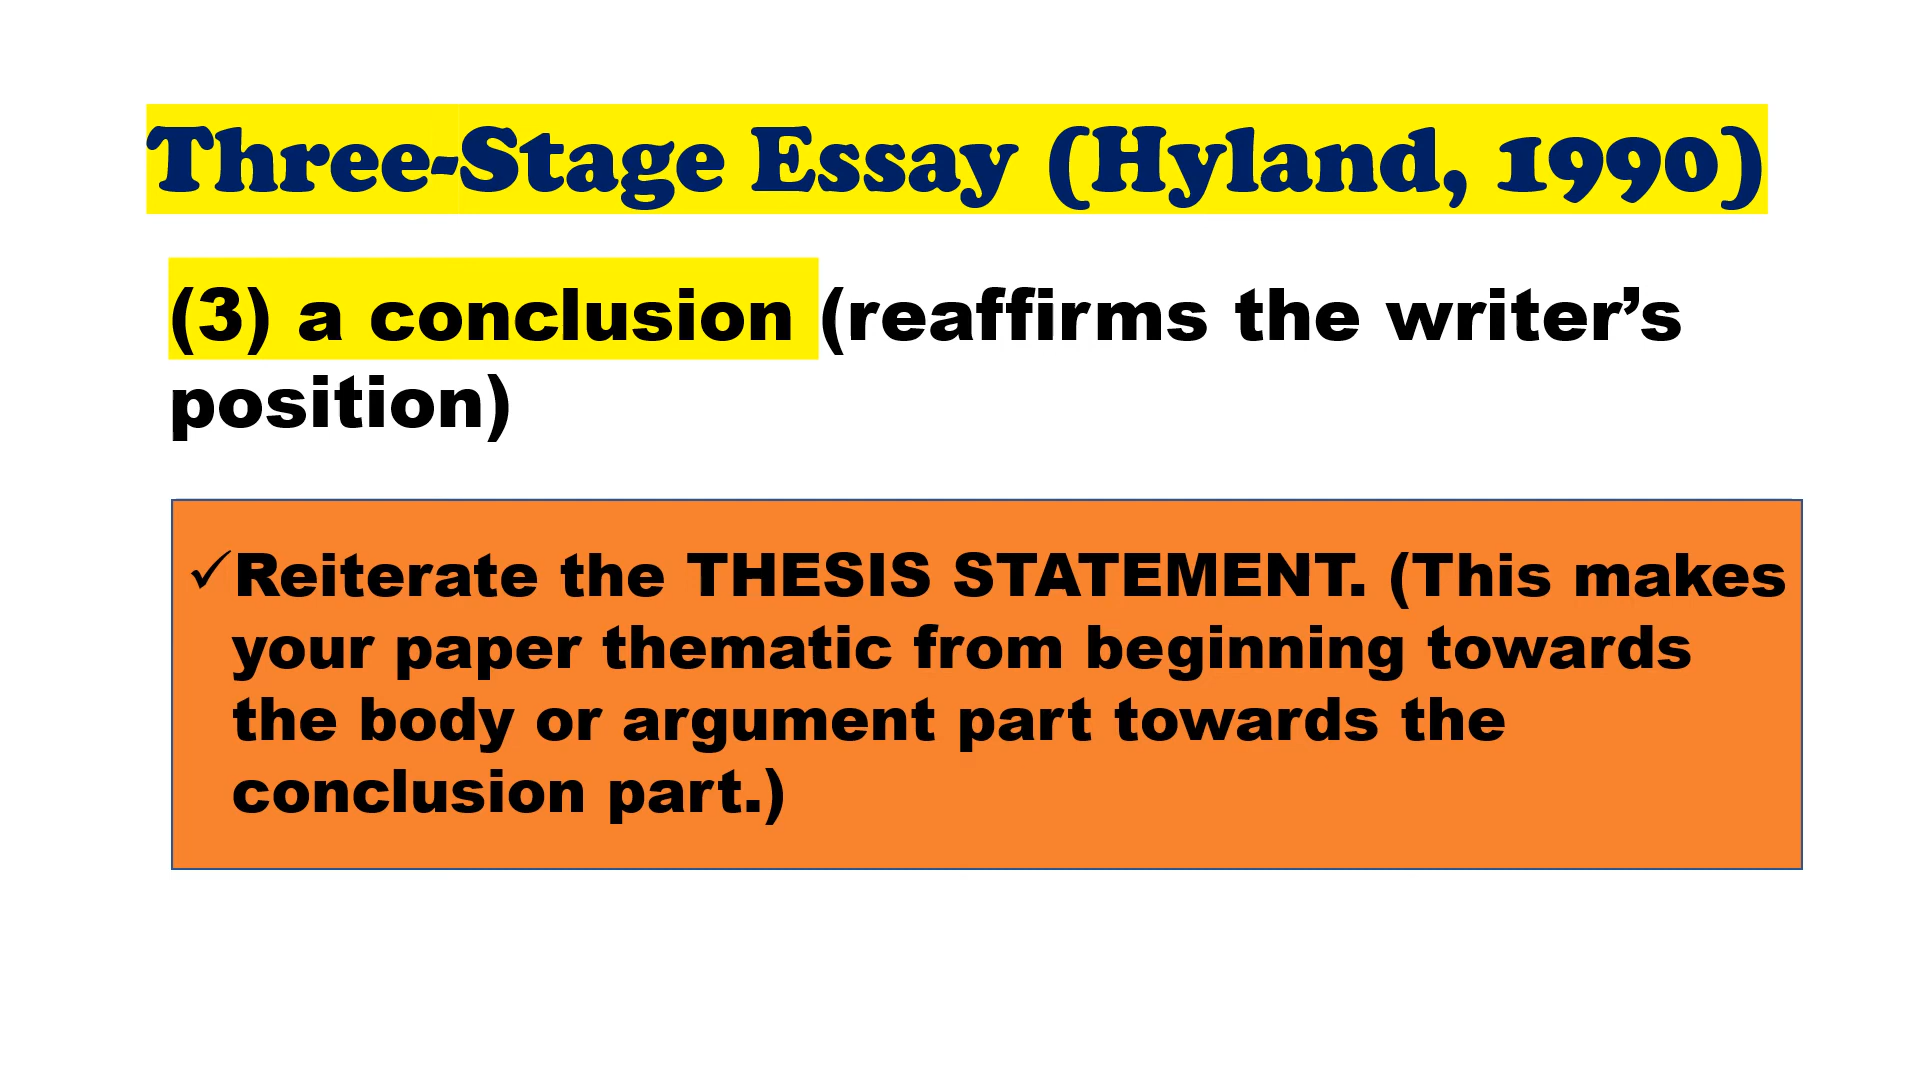 Three-Stage Essay (Hyland, 1990)
(3) a conclusion (reaffirms the writer’s
position)
✓Reiterate the THESIS STATEMENT. (This makes
your paper thematic from beginning towards
the body or argument part towards the
conclusion part.)